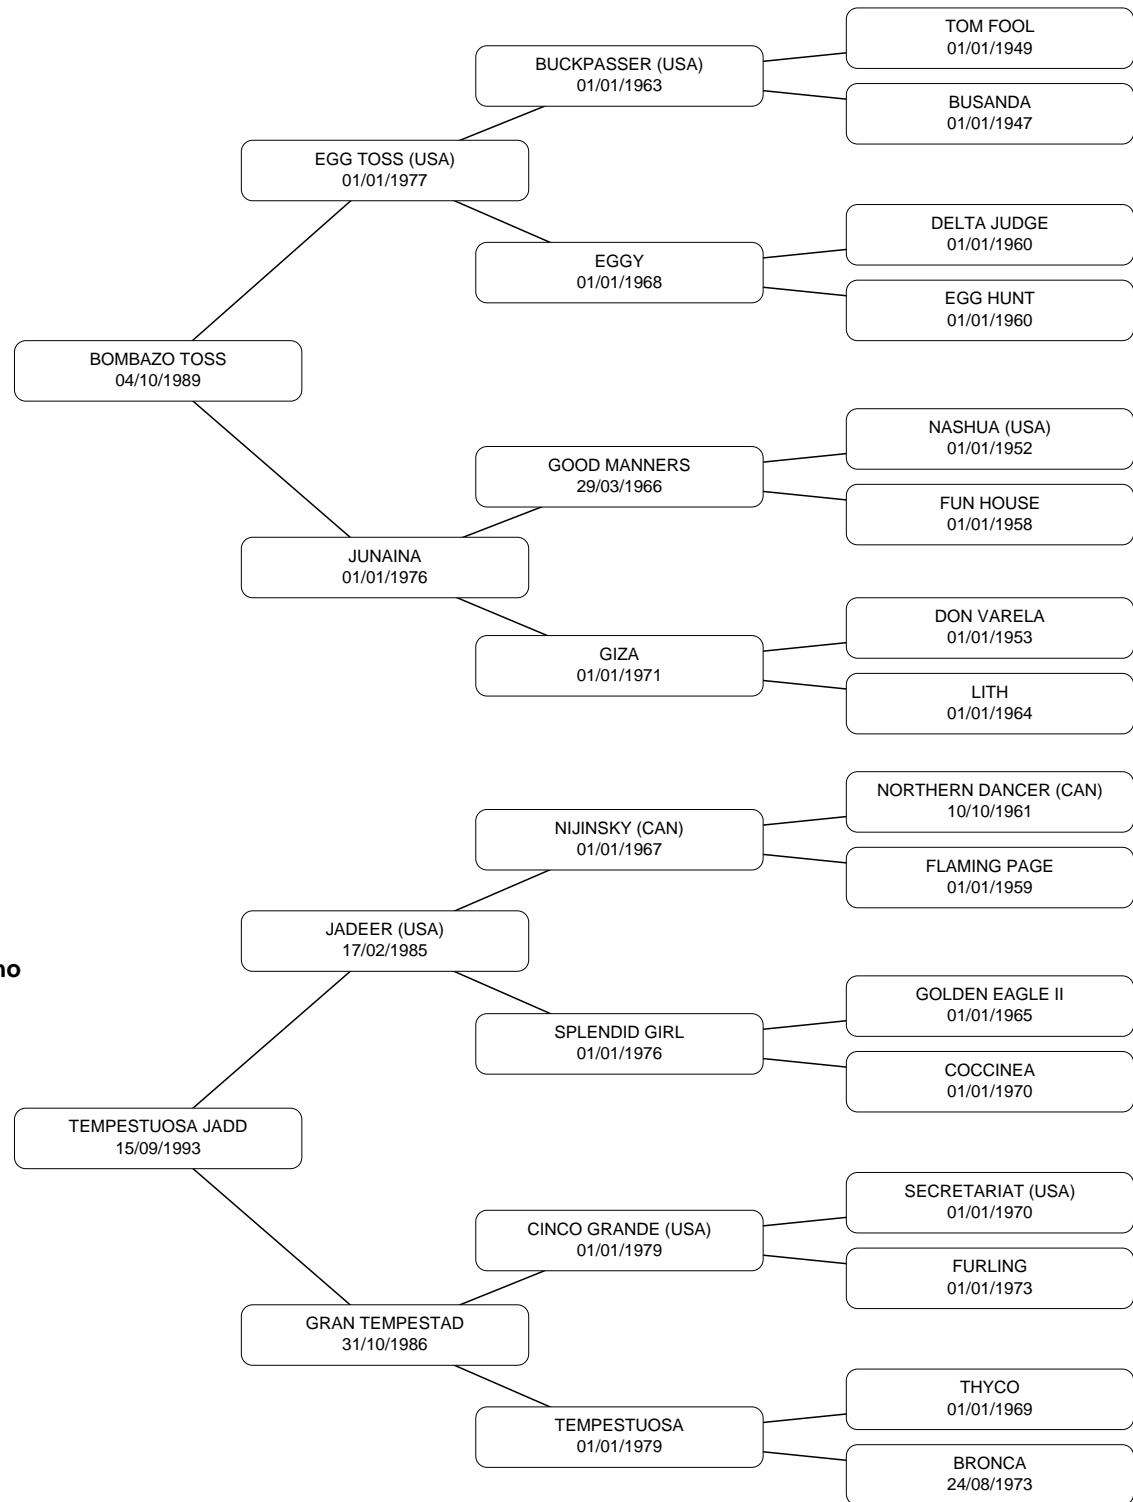 TOM FOOL
01/01/1949
BUCKPASSER (USA)
01/01/1963
BUSANDA
01/01/1947
EGG TOSS (USA)
01/01/1977
DELTA JUDGE
01/01/1960
EGGY
01/01/1968
EGG HUNT
01/01/1960
BOMBAZO TOSS
04/10/1989
NASHUA (USA)
01/01/1952
GOOD MANNERS
29/03/1966
FUN HOUSE
01/01/1958
JUNAINA
01/01/1976
DON VARELA
01/01/1953
GIZA
01/01/1971
LITH
01/01/1964
NORTHERN DANCER (CAN)
10/10/1961
NIJINSKY (CAN)
01/01/1967
FLAMING PAGE
01/01/1959
JADEER (USA)
17/02/1985
no
GOLDEN EAGLE II
01/01/1965
SPLENDID GIRL
01/01/1976
COCCINEA
01/01/1970
TEMPESTUOSA JADD
15/09/1993
SECRETARIAT (USA)
01/01/1970
CINCO GRANDE (USA)
01/01/1979
FURLING
01/01/1973
GRAN TEMPESTAD
31/10/1986
THYCO
01/01/1969
TEMPESTUOSA
01/01/1979
BRONCA
24/08/1973